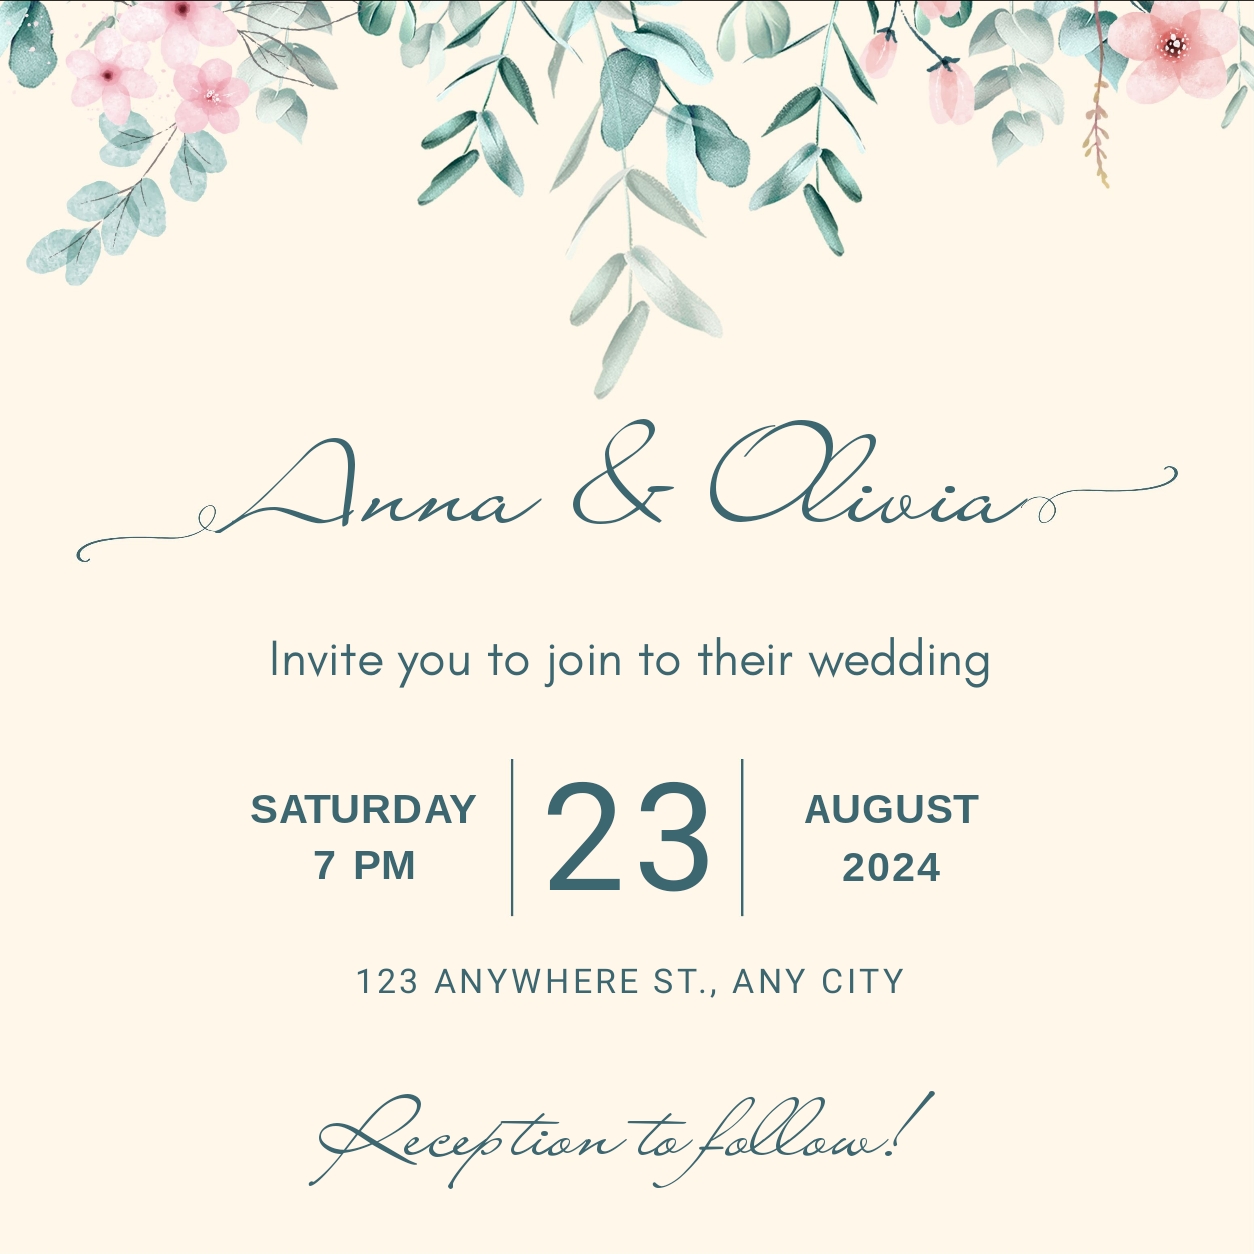 Anna & Olivia
Invite you to join to their wedding
SATURDAY
7 PM
23
AUGUST
2024
123 ANYWHERE ST., ANY CITY
Reception to follow!